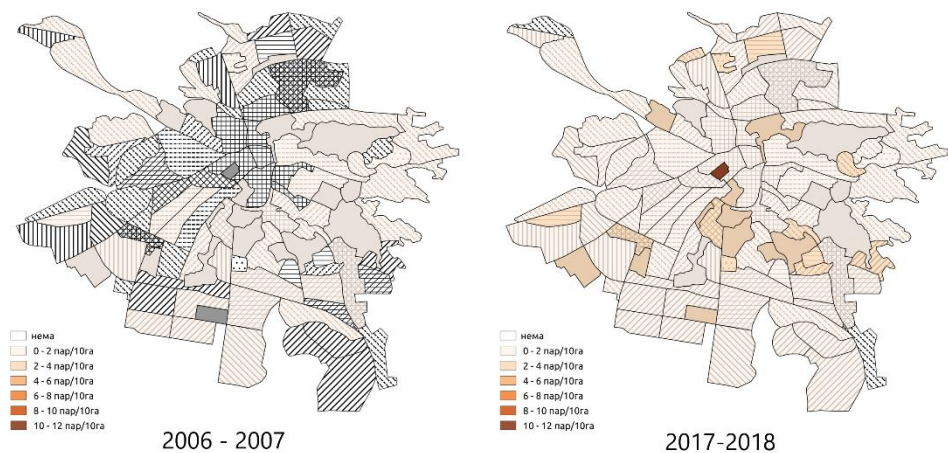 нема
0 - 2 пар/10га
2 - 4 пар/10га
4 - 6 пар/10га
6 - 8 пар/10га
8 - 10 пар/10га
10 - 12 пар/10га
2006 - 2007
нема
0 - 2 пар/10га
2 - 4 пар/10га
4 - 6 пар/10га
6 - 8 пар/10га
8 - 10 пар/10га
10 - 12 пар/10га
2017-2018